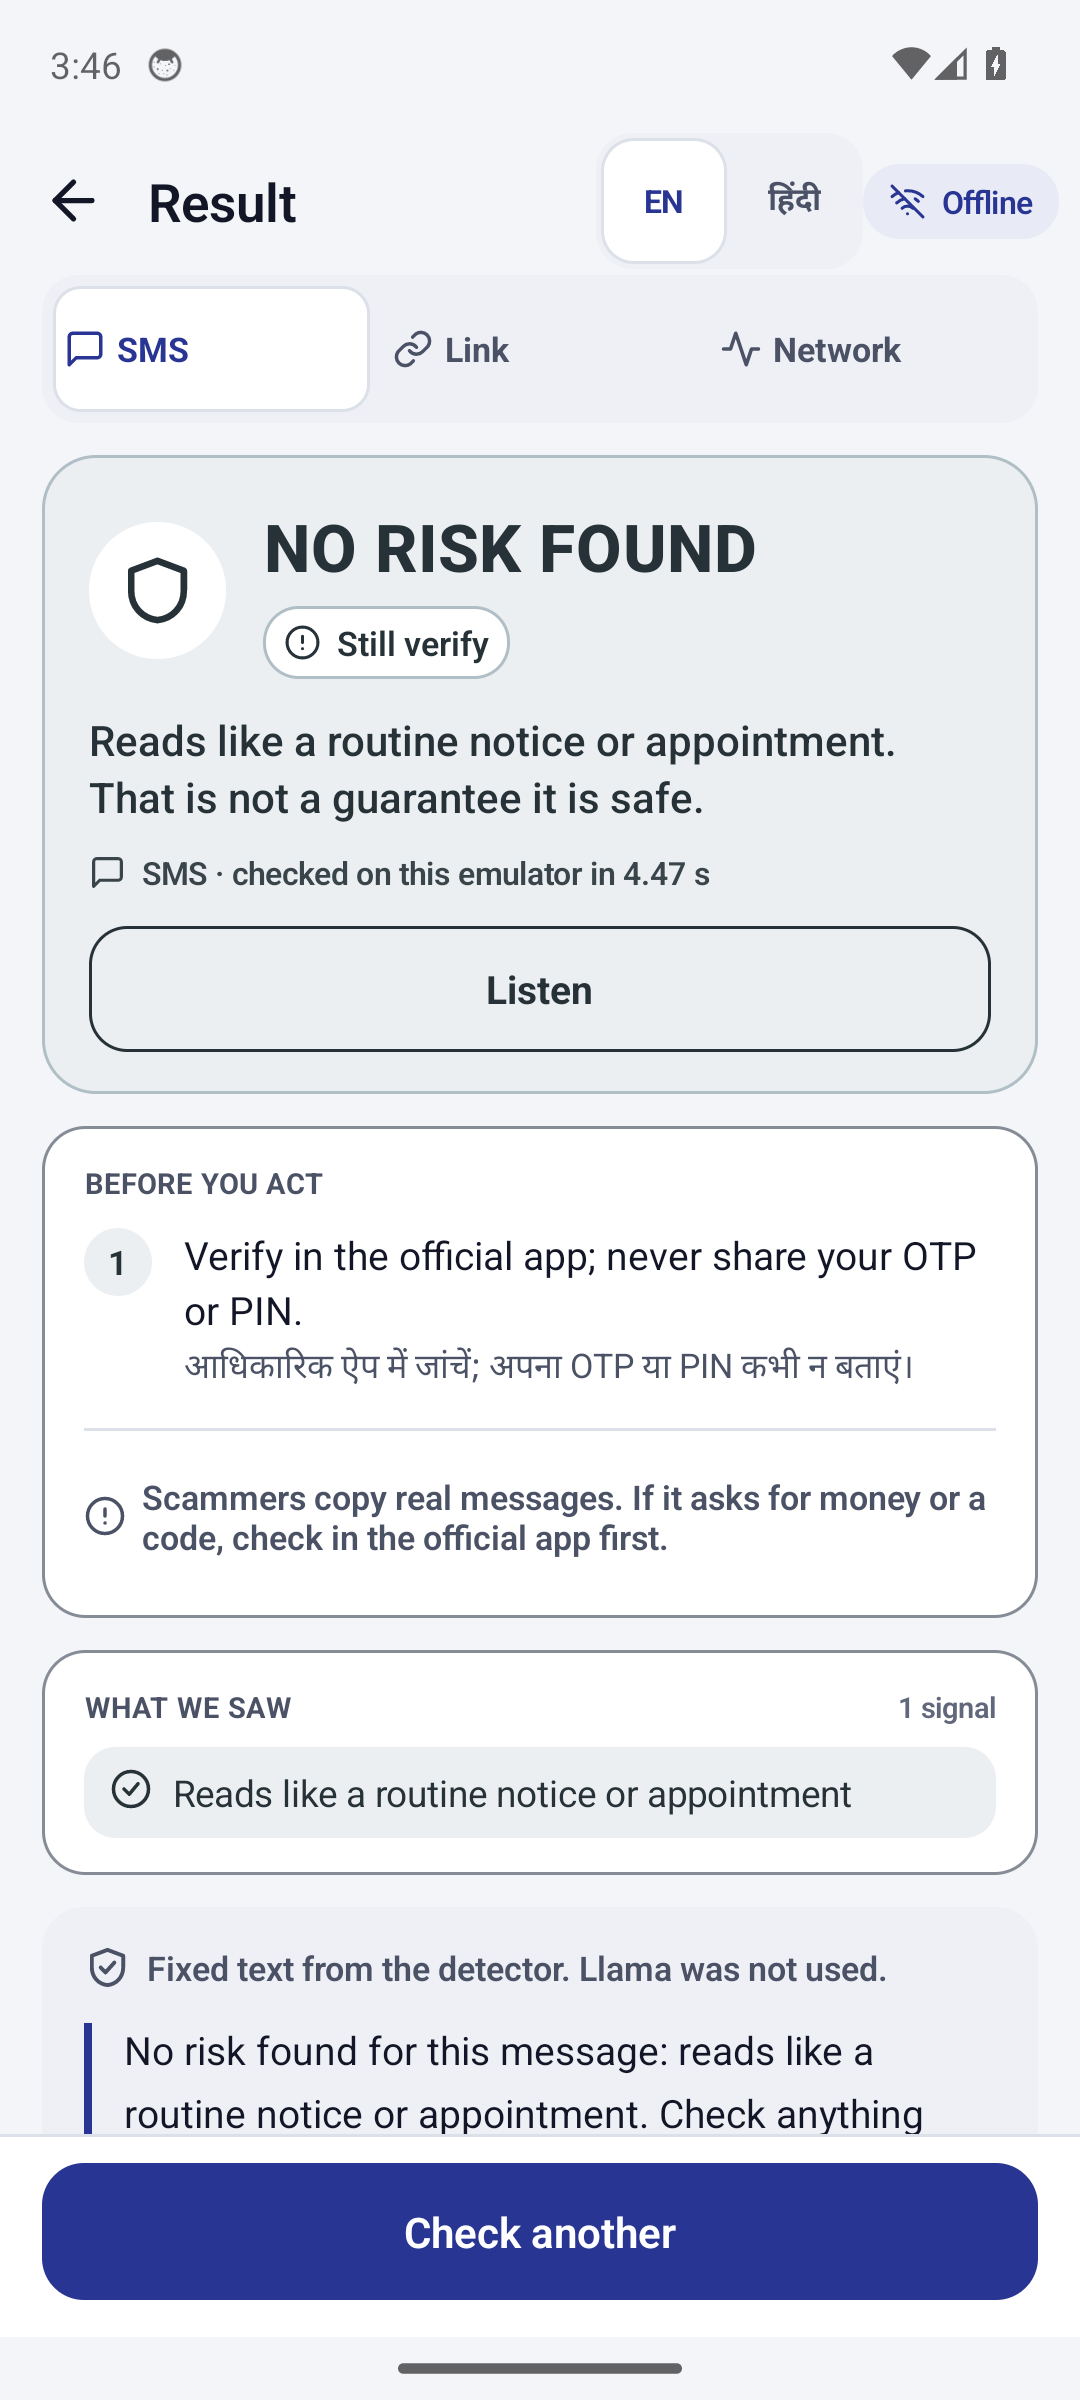 3:46
Result
EN
हिंदी
Offline
SMS
Link
Network
NO RISK FOUND
Still verify
Reads like a routine notice or appointment.
That is not a guarantee it is safe.
SMS · checked on this emulator in 4.47 s
Listen
BEFORE YOU ACT
1
Verify in the official app; never share your OTP
or PIN.
आधिकारिक ऐप में जांचें; अपना OTP या PIN कभी न बताएं।
Scammers copy real messages. If it asks for money or a
code, check in the official app first.
WHAT WE SAW
1 signal
Reads like a routine notice or appointment
Fixed text from the detector. Llama was not used.
No risk found for this message: reads like a
routine notice or appointment. Check anything
Check another